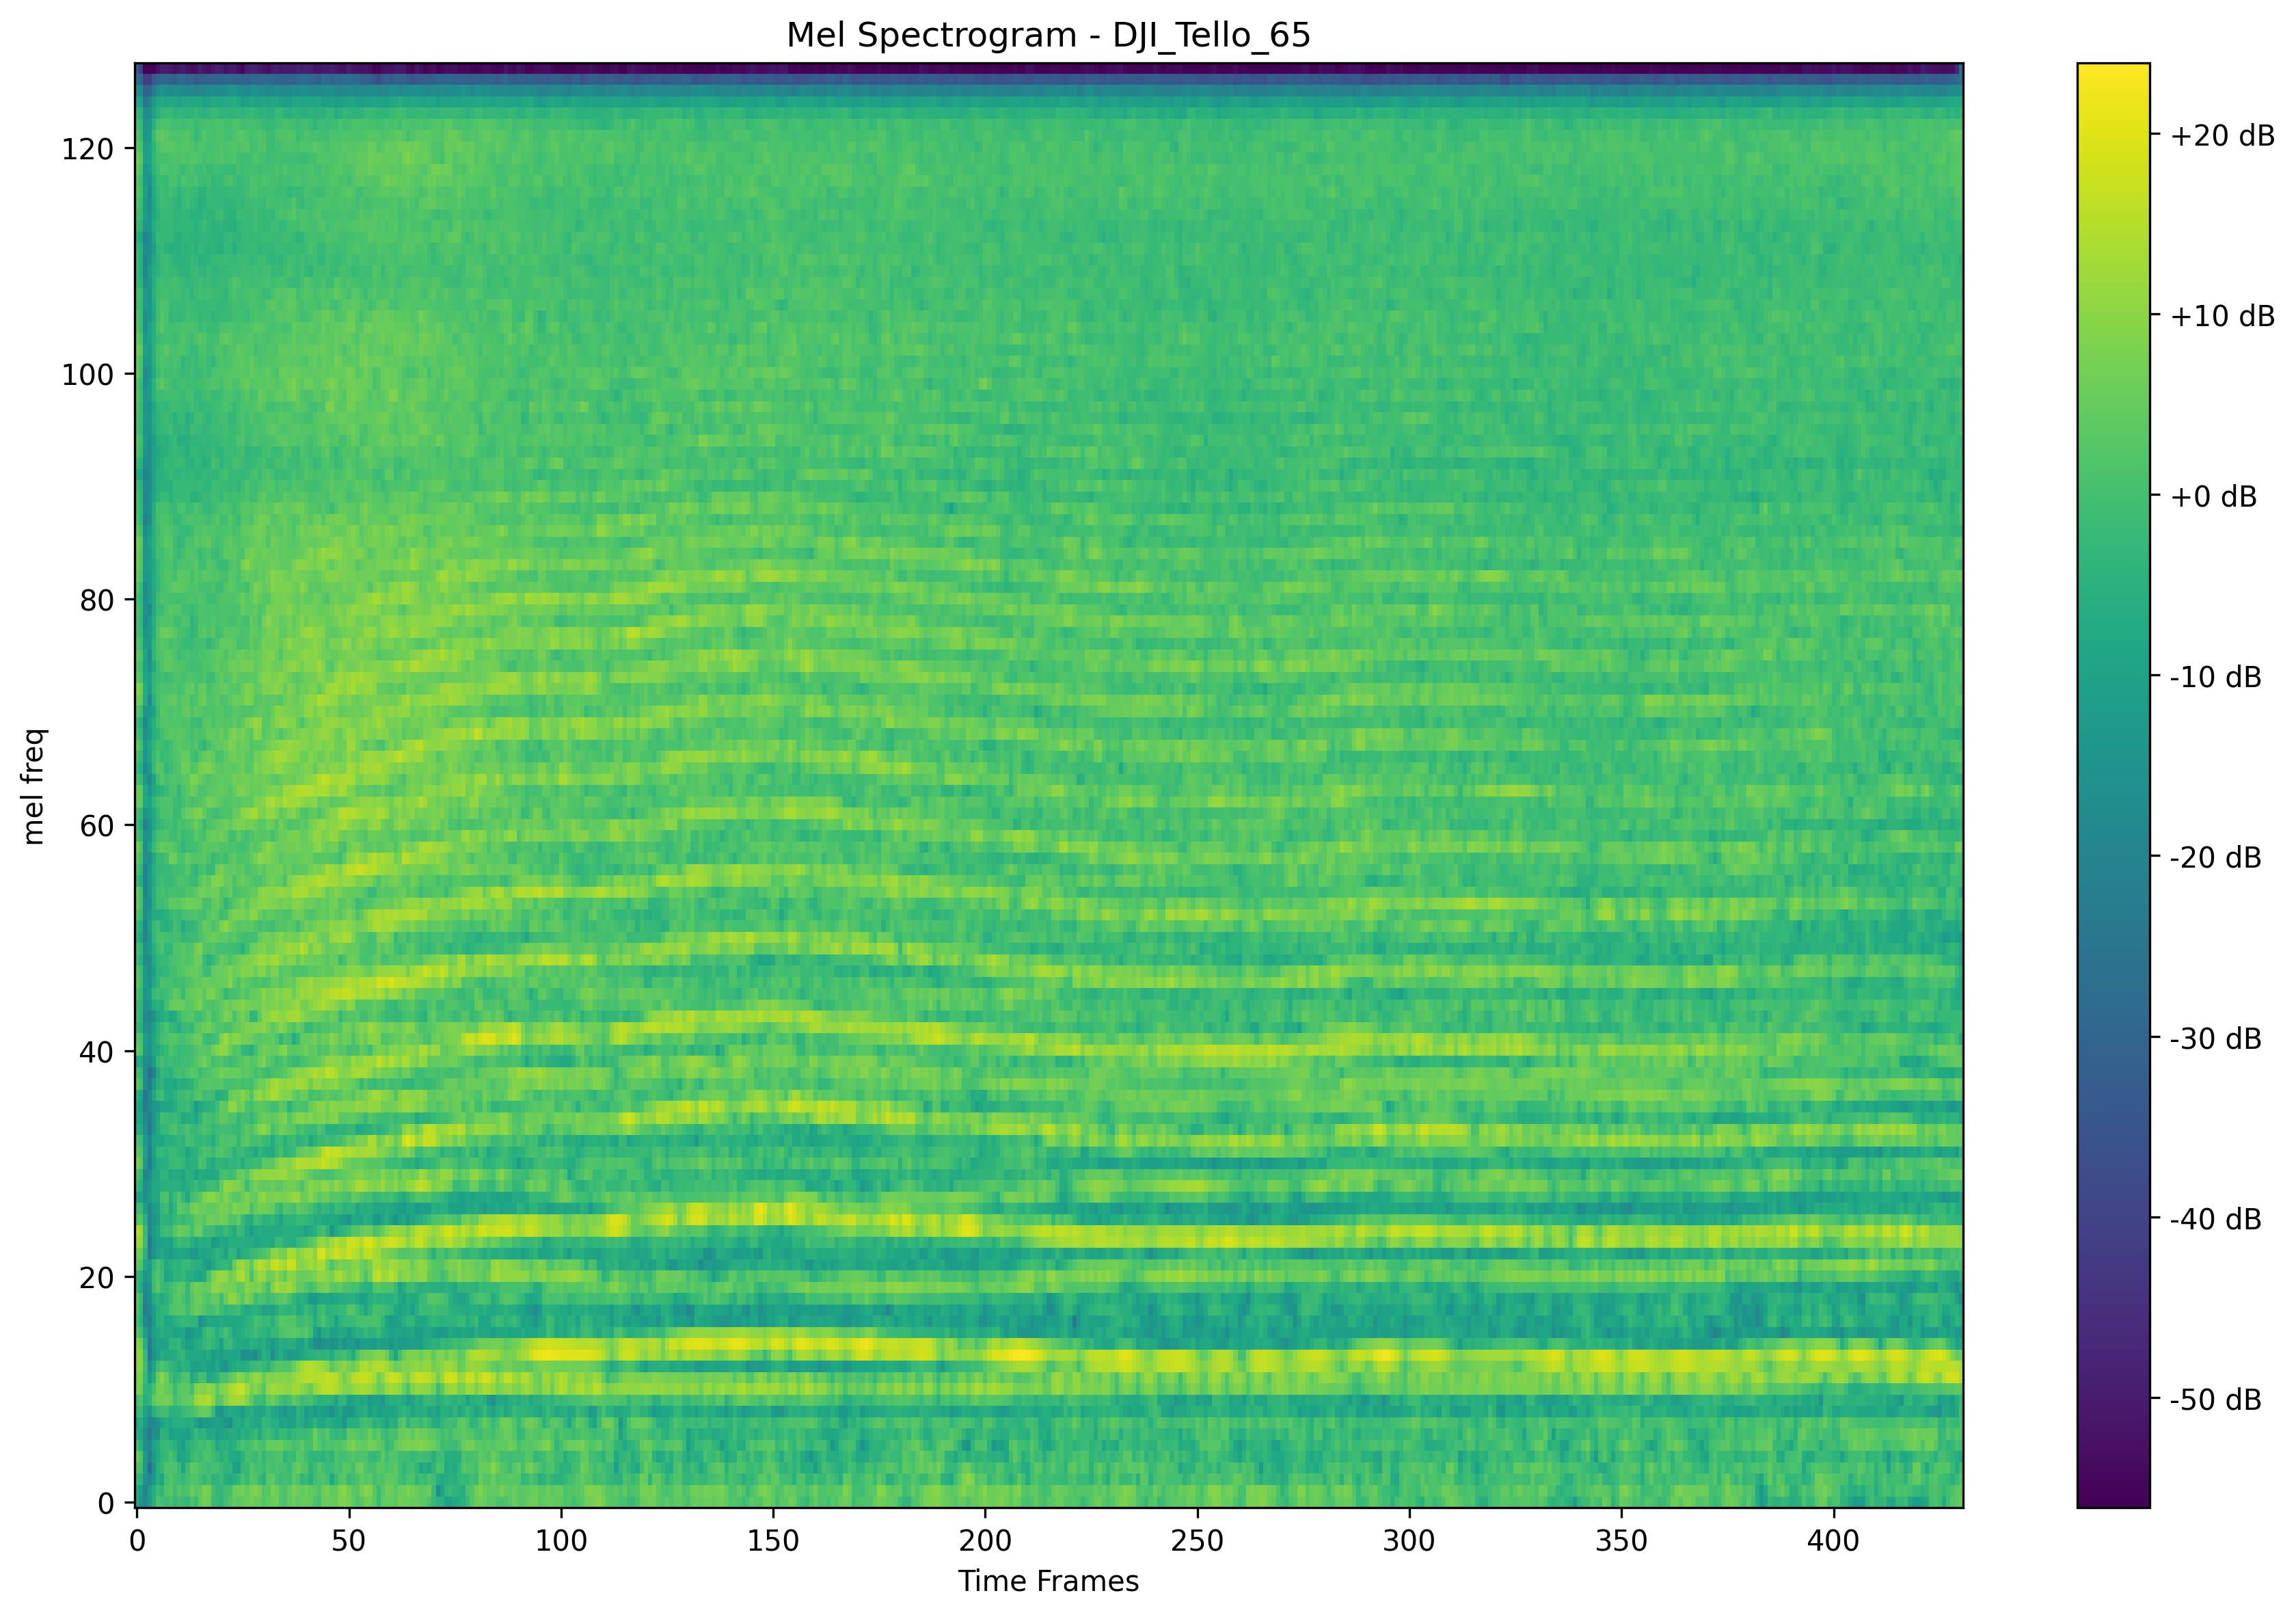 Mel Spectrogram - DJI_Tello_65
mel freq
120
100
80
60
40
20
0
0 50 100 150 200 250 300 350 400
Time Frames
+20 dB
+10 dB
+0 dB
-10 dB
-20 dB
-30 dB
-40 dB
-50 dB